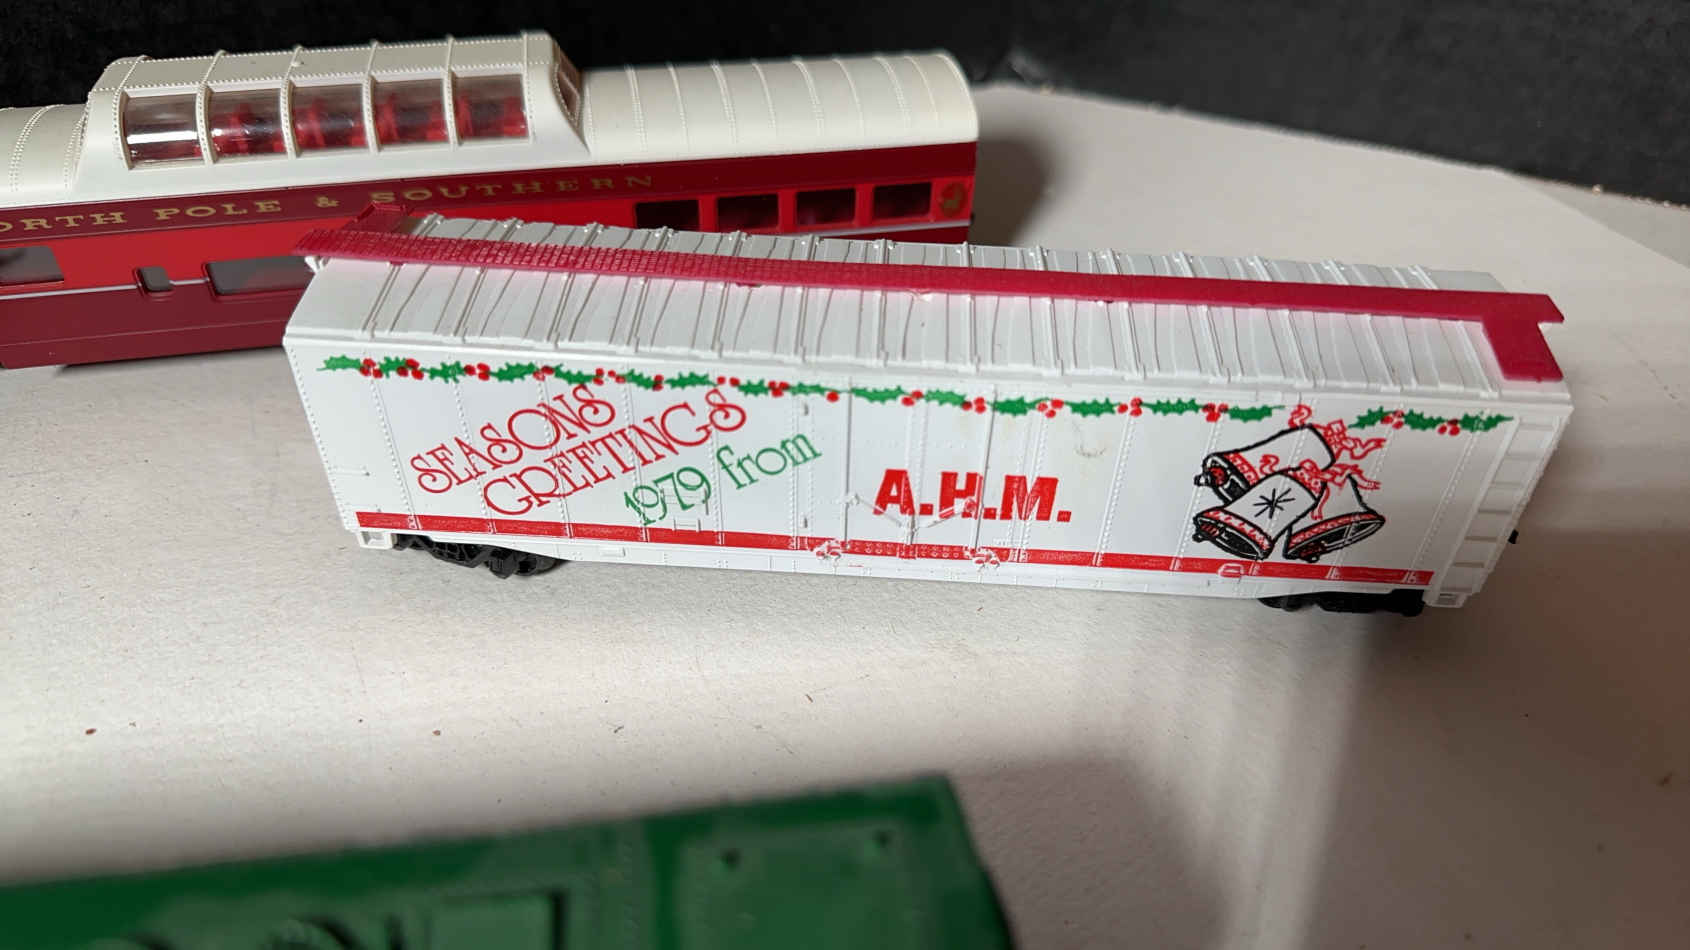 ORTH POLE & SOUTHERN
SEASONS
GREETINGS
1979 from
A.H.M.